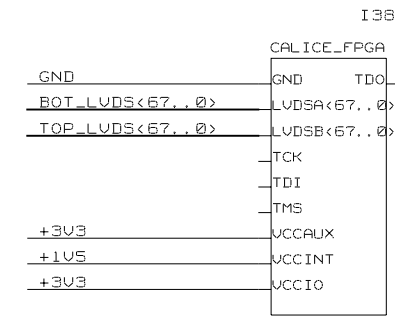 I38
CALICE_FPGA
GND GND TDO
BOT_LVDS<67..0> LVDSA<67..0>
TOP_LVDS<67..0> LVDSB<67..0>
TCK
TDI
TMS
+3V3 VCCAUX
+1V5 VCCINT
+3V3 VCCIO